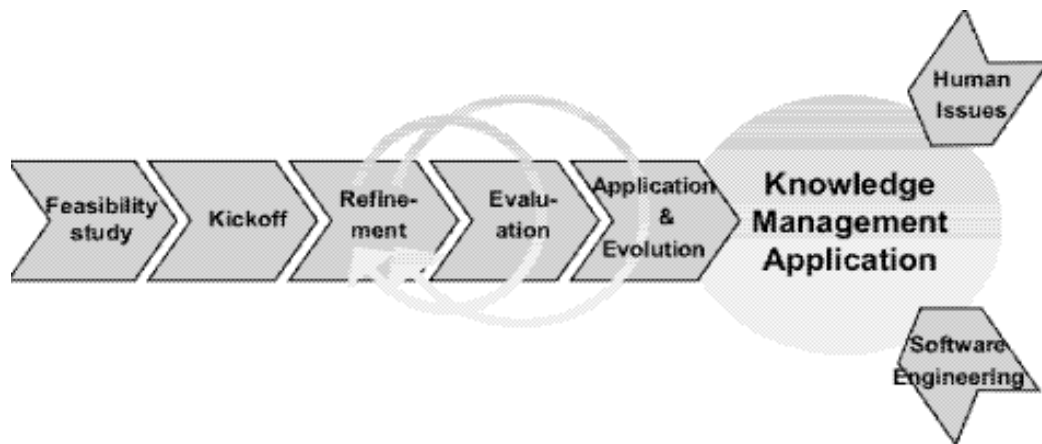 Feasibility
study
Kickoff
Refine-
ment
Evalu-
ation
Application
&
Evolution
Knowledge
Management
Application
Human
Issues
Software
Engineering